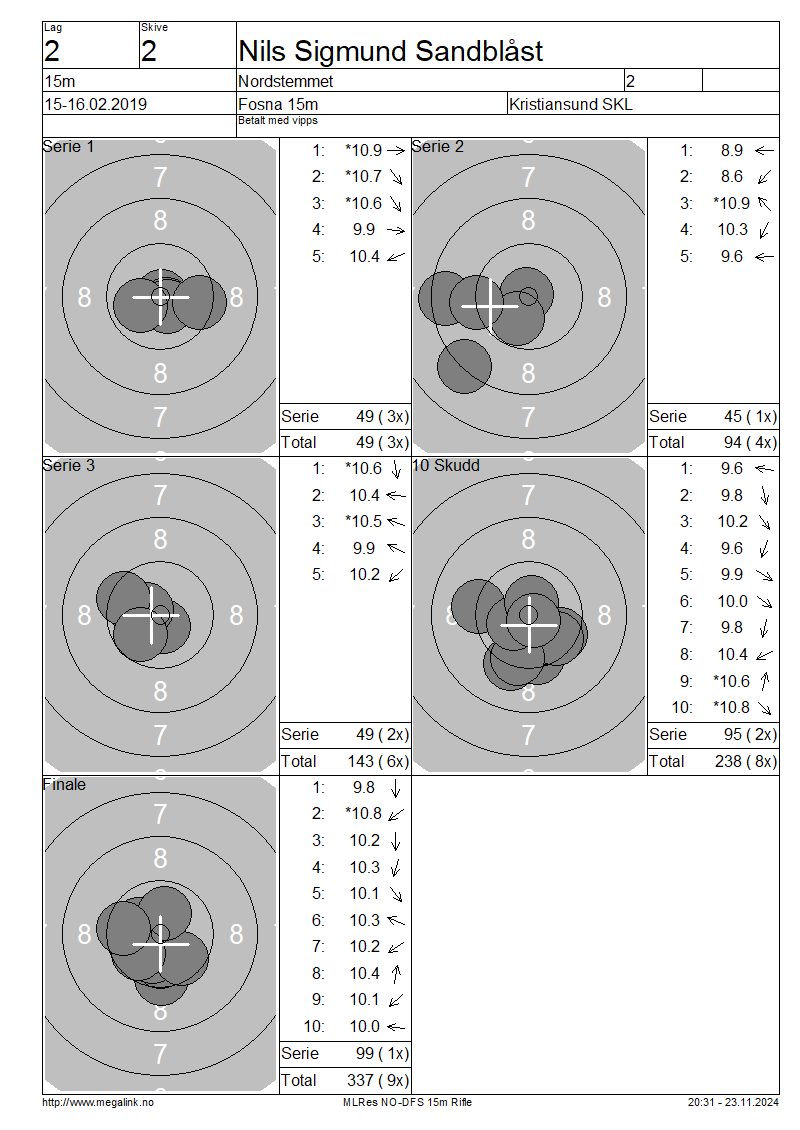 Lag
Skive
2
2
Nils Sigmund Sandblåst
15m
Nordstemmet
2
15-16.02.2019
Fosna 15m
Kristiansund SKL
Betalt med vipps
Serie 1
7
8
8
8
8
7
1: *10.9
2: *10.7
3: *10.6
4: 9.9
5: 10.4
Serie 49 ( 3x)
Total 49 ( 3x)
Serie 2
7
8
8
8
7
1: 8.9
2: 8.6
3: *10.9
4: 10.3
5: 9.6
Serie 45 ( 1x)
Total 94 ( 4x)
Serie 3
7
8
8
8
8
7
1: *10.6
2: 10.4
3: *10.5
4: 9.9
5: 10.2
Serie 49 ( 2x)
Total 143 ( 6x)
10 Skudd
7
8
8
8
8
7
1: 9.6
2: 9.8
3: 10.2
4: 9.6
5: 9.9
6: 10.0
7: 9.8
8: 10.4
9: *10.6
10: *10.8
Serie 95 ( 2x)
Total 238 ( 8x)
Finale
7
8
8
8
8
7
1: 9.8
2: *10.8
3: 10.2
4: 10.3
5: 10.1
6: 10.3
7: 10.2
8: 10.4
9: 10.1
10: 10.0
Serie 99 ( 1x)
Total 337 ( 9x)
http://www.megalink.no
MLRes NO-DFS 15m Rifle
20:31 - 23.11.2024